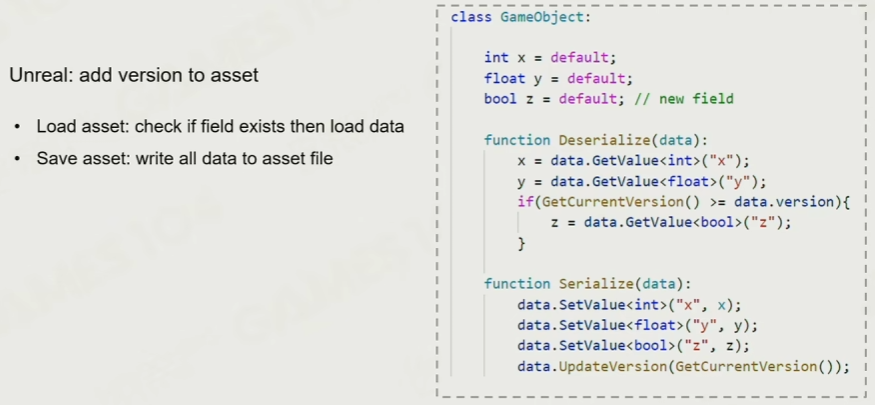 Unreal: add version to asset
• Load asset: check if field exists then load data
• Save asset: write all data to asset file
class GameObject:
int x = default;
float y = default;
bool z = default; // new field
function Deserialize(data):
x = data.GetValue<int>("x");
y = data.GetValue<float>("y");
if(GetCurrentVersion() >= data.version){
z = data.GetValue<bool>("z");
}
function Serialize(data):
data.SetValue<int>("x", x);
data.SetValue<float>("y", y);
data.SetValue<bool>("z", z);
data.UpdateVersion(GetCurrentVersion());
GAMES104